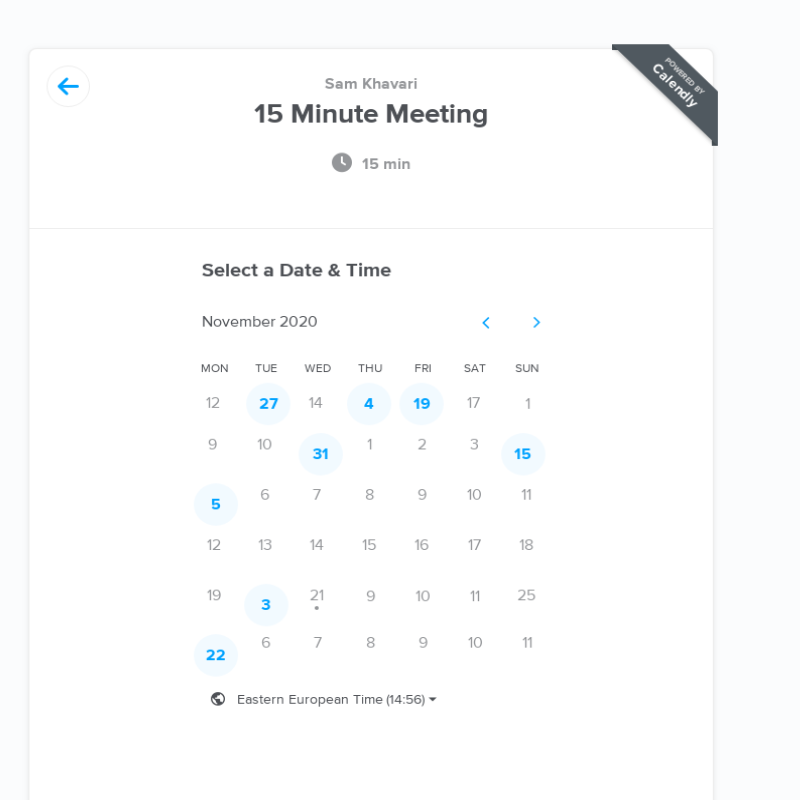 Sam Khavari
15 Minute Meeting
15 min
POWERED BY
Calendly
Select a Date & Time
November 2020
MON TUE WED THU FRI SAT SUN
12 27 14 4 19 17 1
9 10 31 1 2 3 15
5 6 7 8 9 10 11
12 13 14 15 16 17 18
19 3 21 9 10 11 25
22 6 7 8 9 10 11
Eastern European Time (14:56)